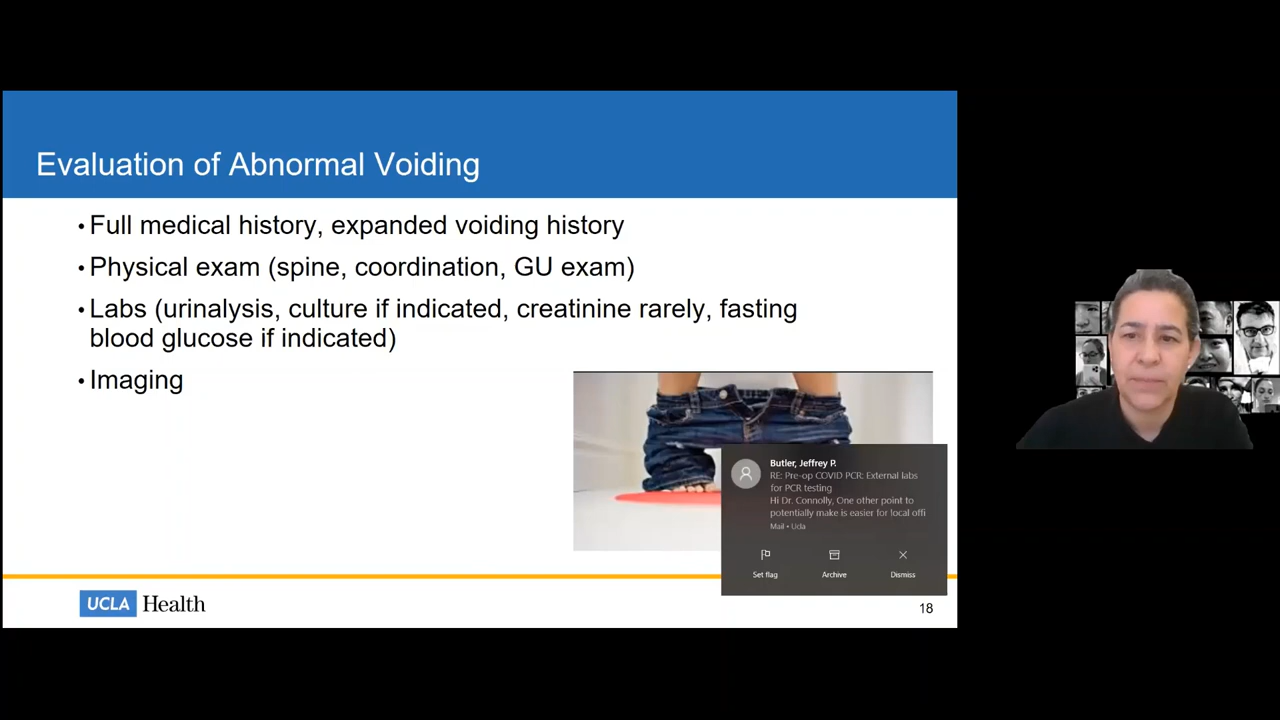 Evaluation of Abnormal Voiding
• Full medical history, expanded voiding history
• Physical exam (spine, coordination, GU exam)
• Labs (urinalysis, culture if indicated, creatinine rarely, fasting
blood glucose if indicated)
• Imaging
Butler, Jeffrey P.
RE: Pre-op COVID PCR: External labs
for PCR testing
Hi Dr. Connolly, One other point to
potentially make is easier for local offi
Mail • Ucla
Set flag
Archive
Dismiss
UCLA Health
18